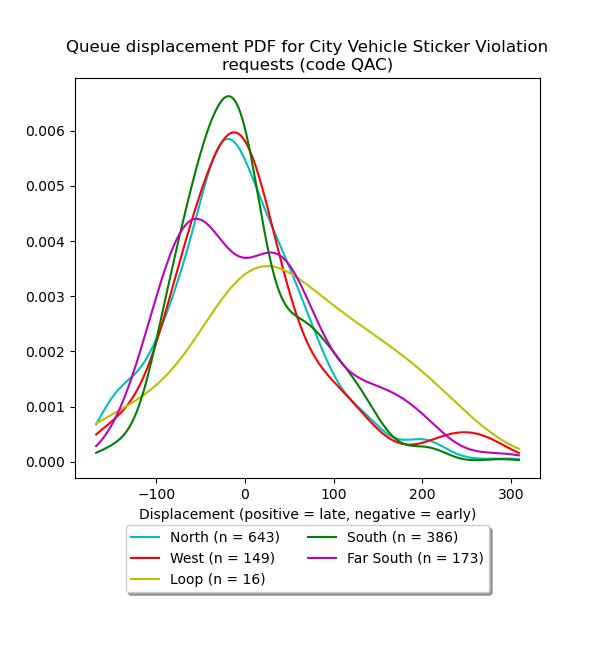 Queue displacement PDF for City Vehicle Sticker Violation
requests (code QAC)
0.006
0.005
0.004
0.003
0.002
0.001
0.000
−100
0
100
200
300
Displacement (positive = late, negative = early)
North (n = 643)
West (n = 149)
Loop (n = 16)
South (n = 386)
Far South (n = 173)